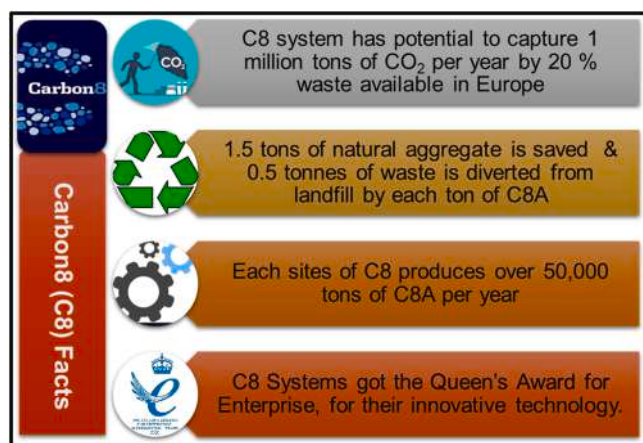 Carbon8
Carbon8 (C8) Facts
CO₂
C8 system has potential to capture 1
million tons of CO₂ per year by 20 %
waste available in Europe
1.5 tons of natural aggregate is saved &
0.5 tonnes of waste is diverted from
landfill by each ton of C8A
Each sites of C8 produces over 50,000
tons of C8A per year
C8 Systems got the Queen's Award for
Enterprise, for their innovative technology.